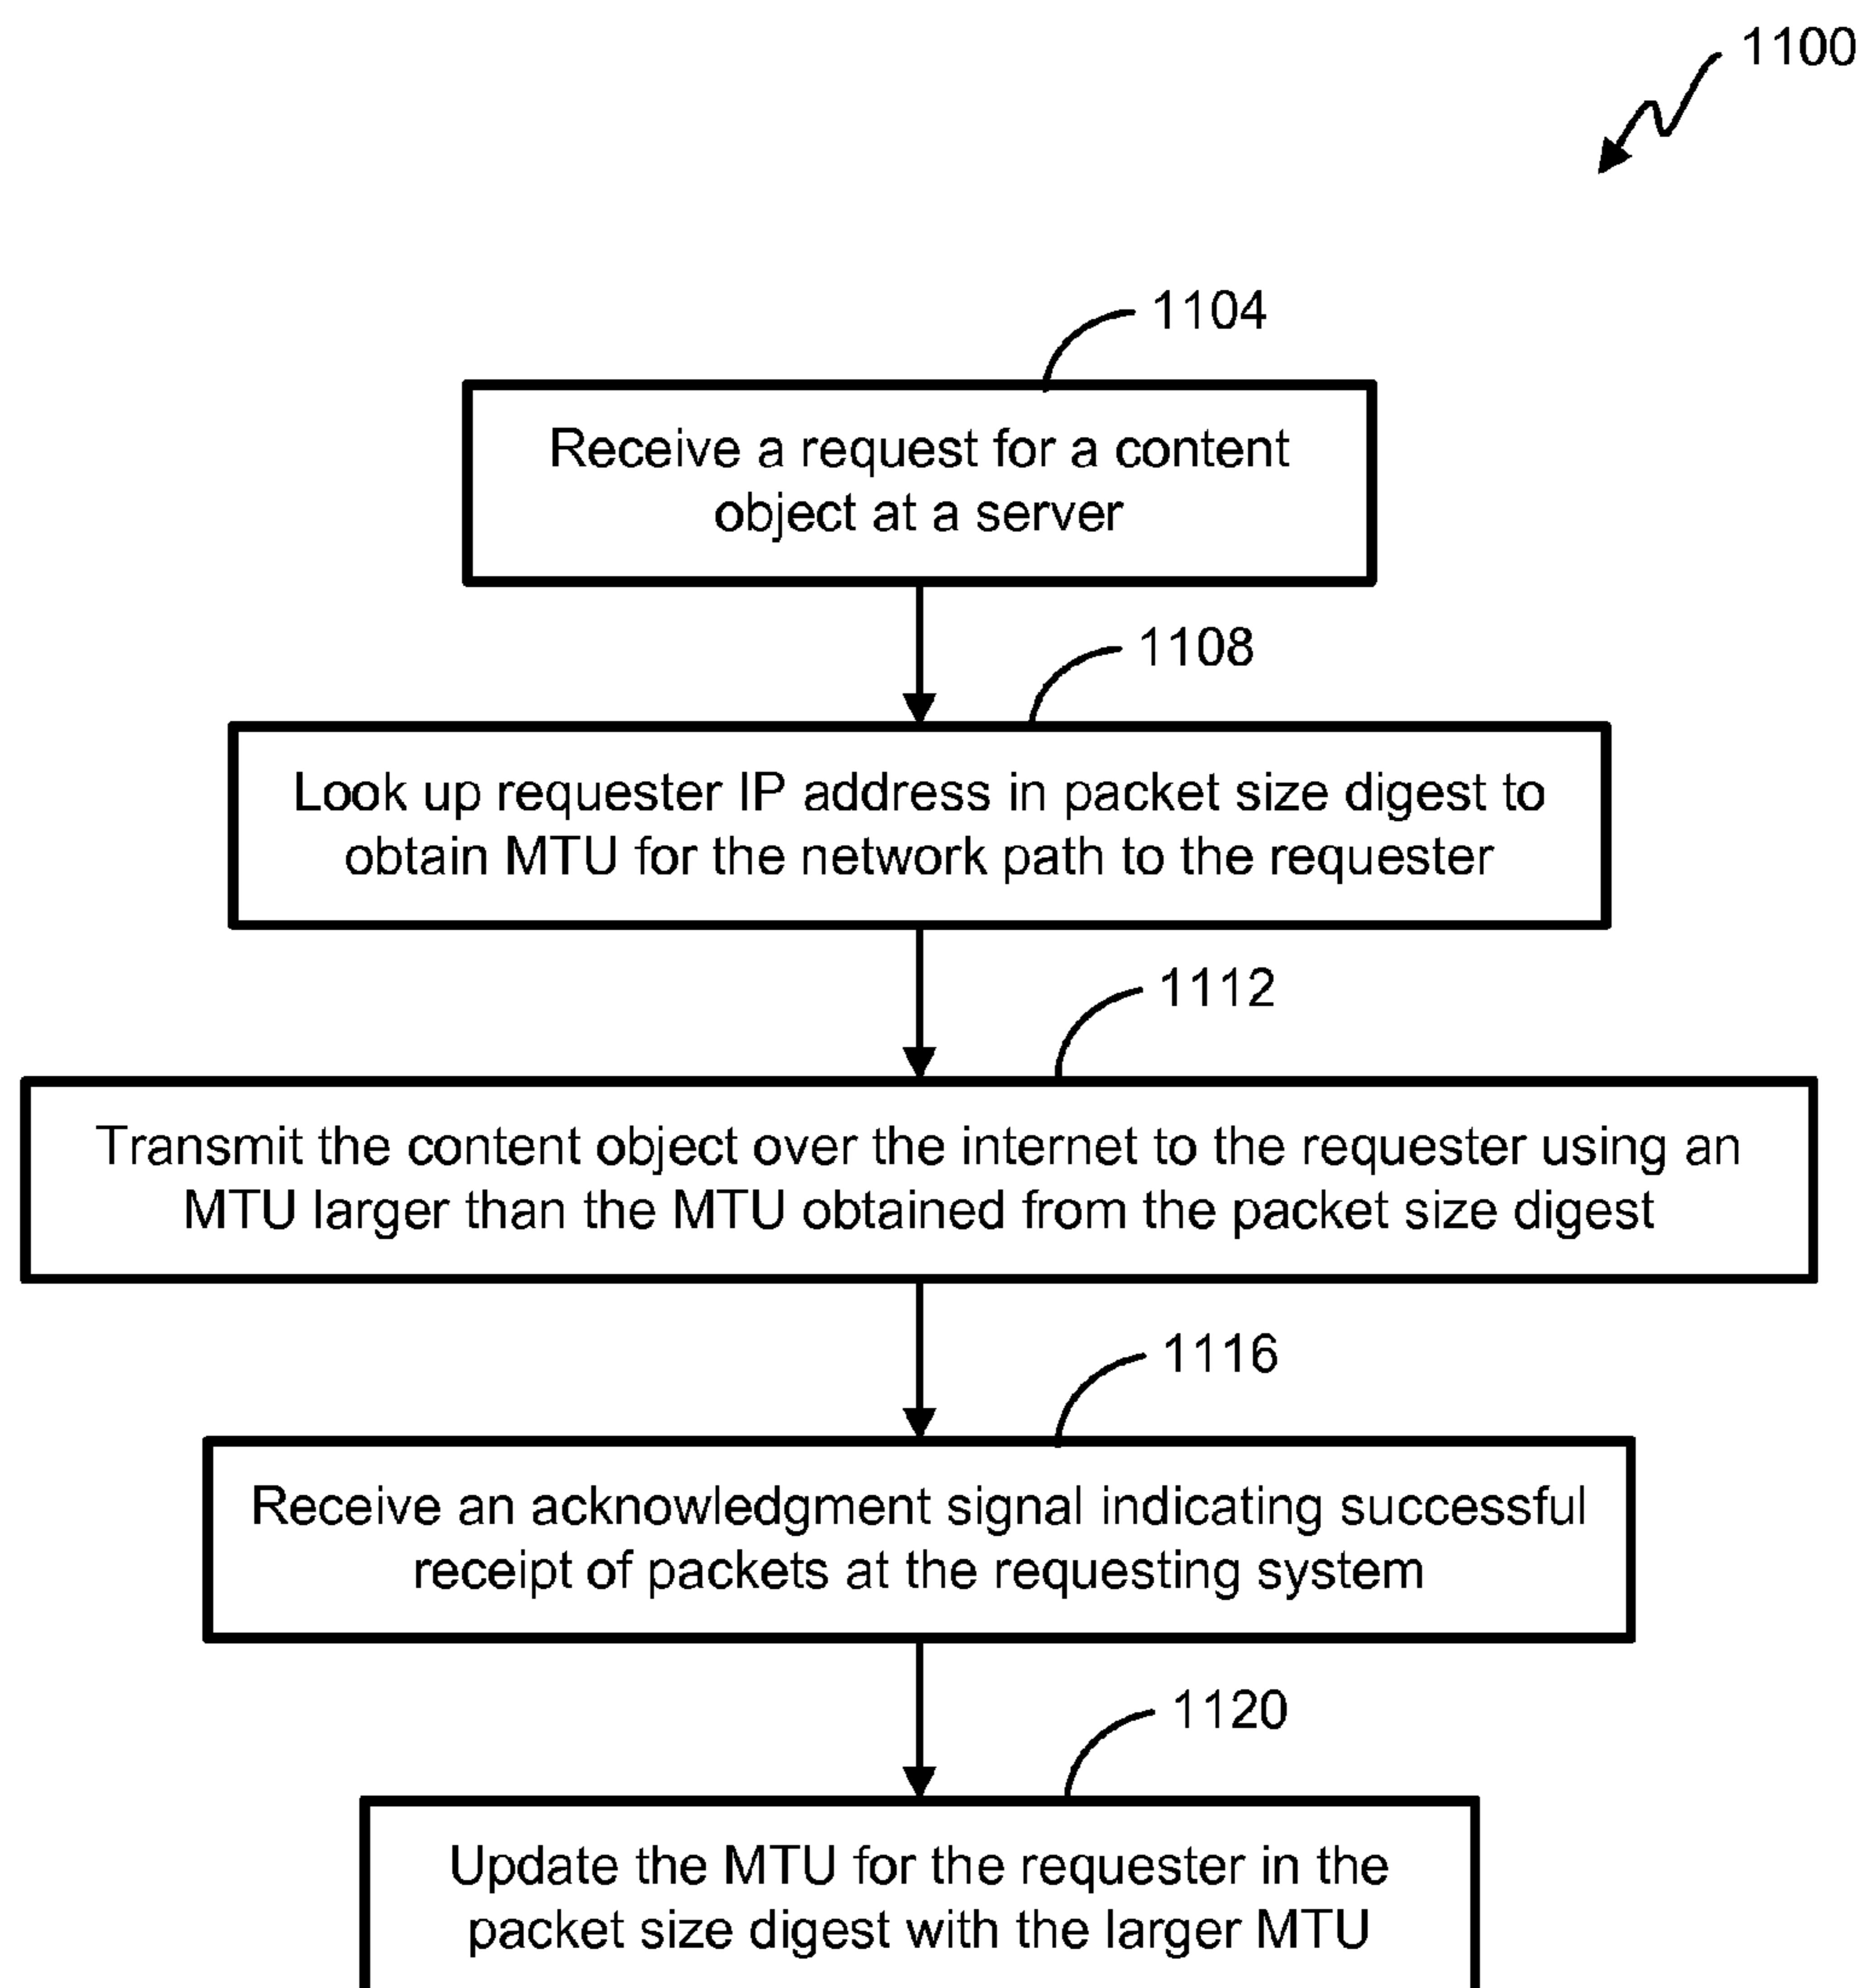 1100
1104
Receive a request for a content
object at a server
1108
Look up requester IP address in packet size digest to
obtain MTU for the network path to the requester
1112
Transmit the content object over the internet to the requester using an
MTU larger than the MTU obtained from the packet size digest
1116
Receive an acknowledgment signal indicating successful
receipt of packets at the requesting system
1120
Update the MTU for the requester in the
packet size digest with the larger MTU